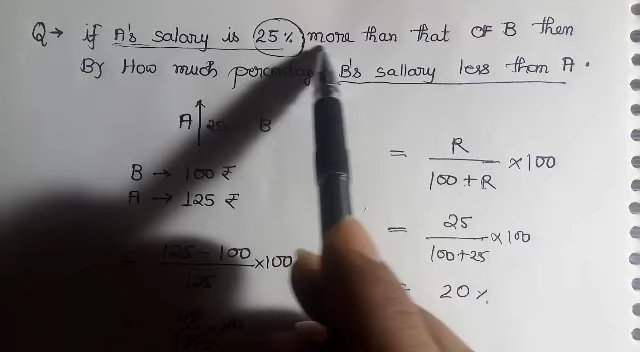 Q→ if A's salary is 25% more than that OF B then
By How much B's sallary less than A.
A 25 B
B → 100 ₹
A → 125 ₹
= 125 - 100 / 125 × 100
= R / 100 + R × 100
= 25 / 100+25 × 100
= 20%